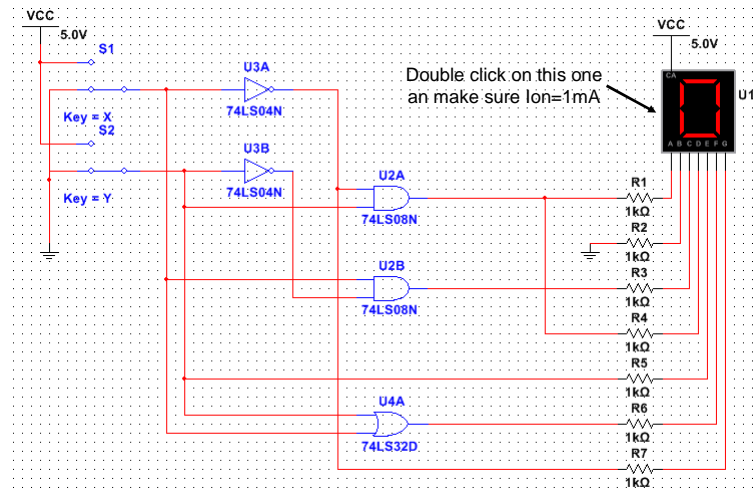 VCC
5.0V
S1
Key = X
S2
Key = Y
U3A
74LS04N
U3B
74LS04N
U2A
74LS08N
U2B
74LS08N
U4A
74LS32D
Double click on this one
an make sure Ion=1mA
VCC
5.0V
CA
U1
A B C D E F G
R1
1kΩ
R2
1kΩ
R3
1kΩ
R4
1kΩ
R5
1kΩ
R6
1kΩ
R7
1kΩ